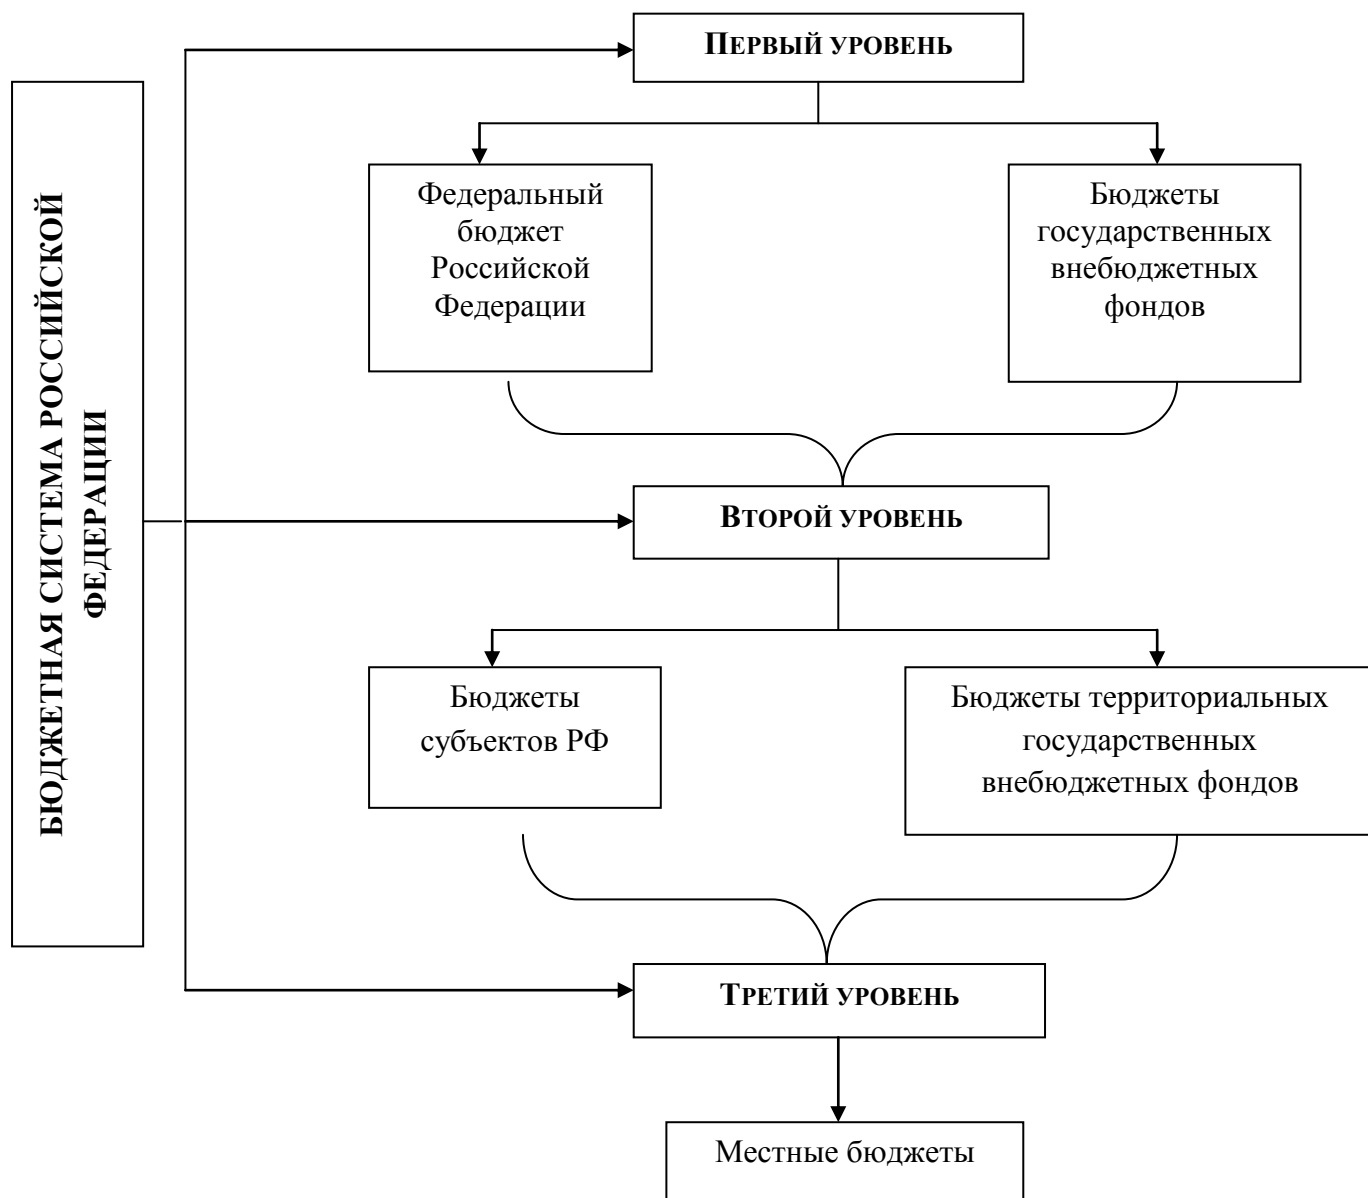 БЮДЖЕТНАЯ СИСТЕМА РОССИЙСКОЙ
ФЕДЕРАЦИИ
ПЕРВЫЙ УРОВЕНЬ
Федеральный
бюджет
Российской
Федерации
Бюджеты
государственных
внебюджетных
фондов
ВТОРОЙ УРОВЕНЬ
Бюджеты
субъектов РФ
Бюджеты территориальных
государственных
внебюджетных фондов
ТРЕТИЙ УРОВЕНЬ
Местные бюджеты